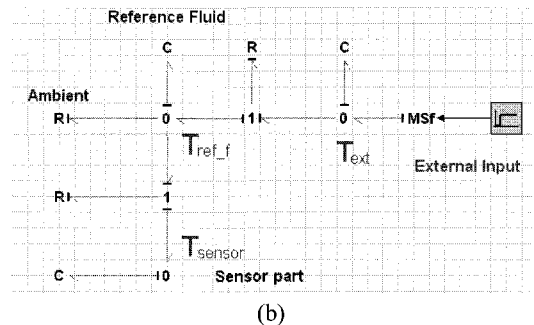 Reference Fluid
C R C
Ambient
R 0 1 0 MSf
T_ref_f T_ext
External Input
R 1
T_sensor
C 0 Sensor part
(b)